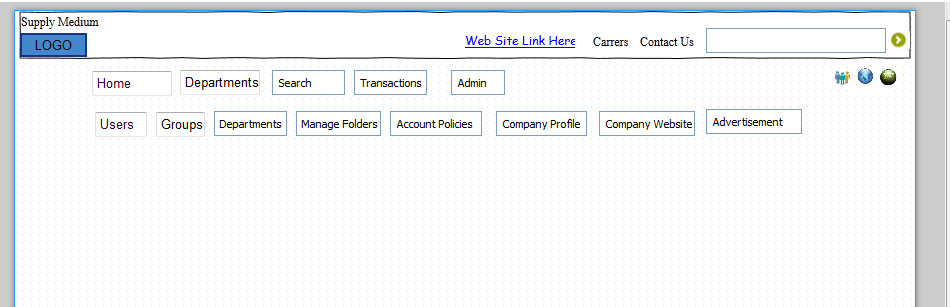 Supply Medium
LOGO
Web Site Link Here Carrers Contact Us
Home Departments Search Transactions Admin
Users Groups Departments Manage Folders Account Policies Company Profile Company Website Advertisement